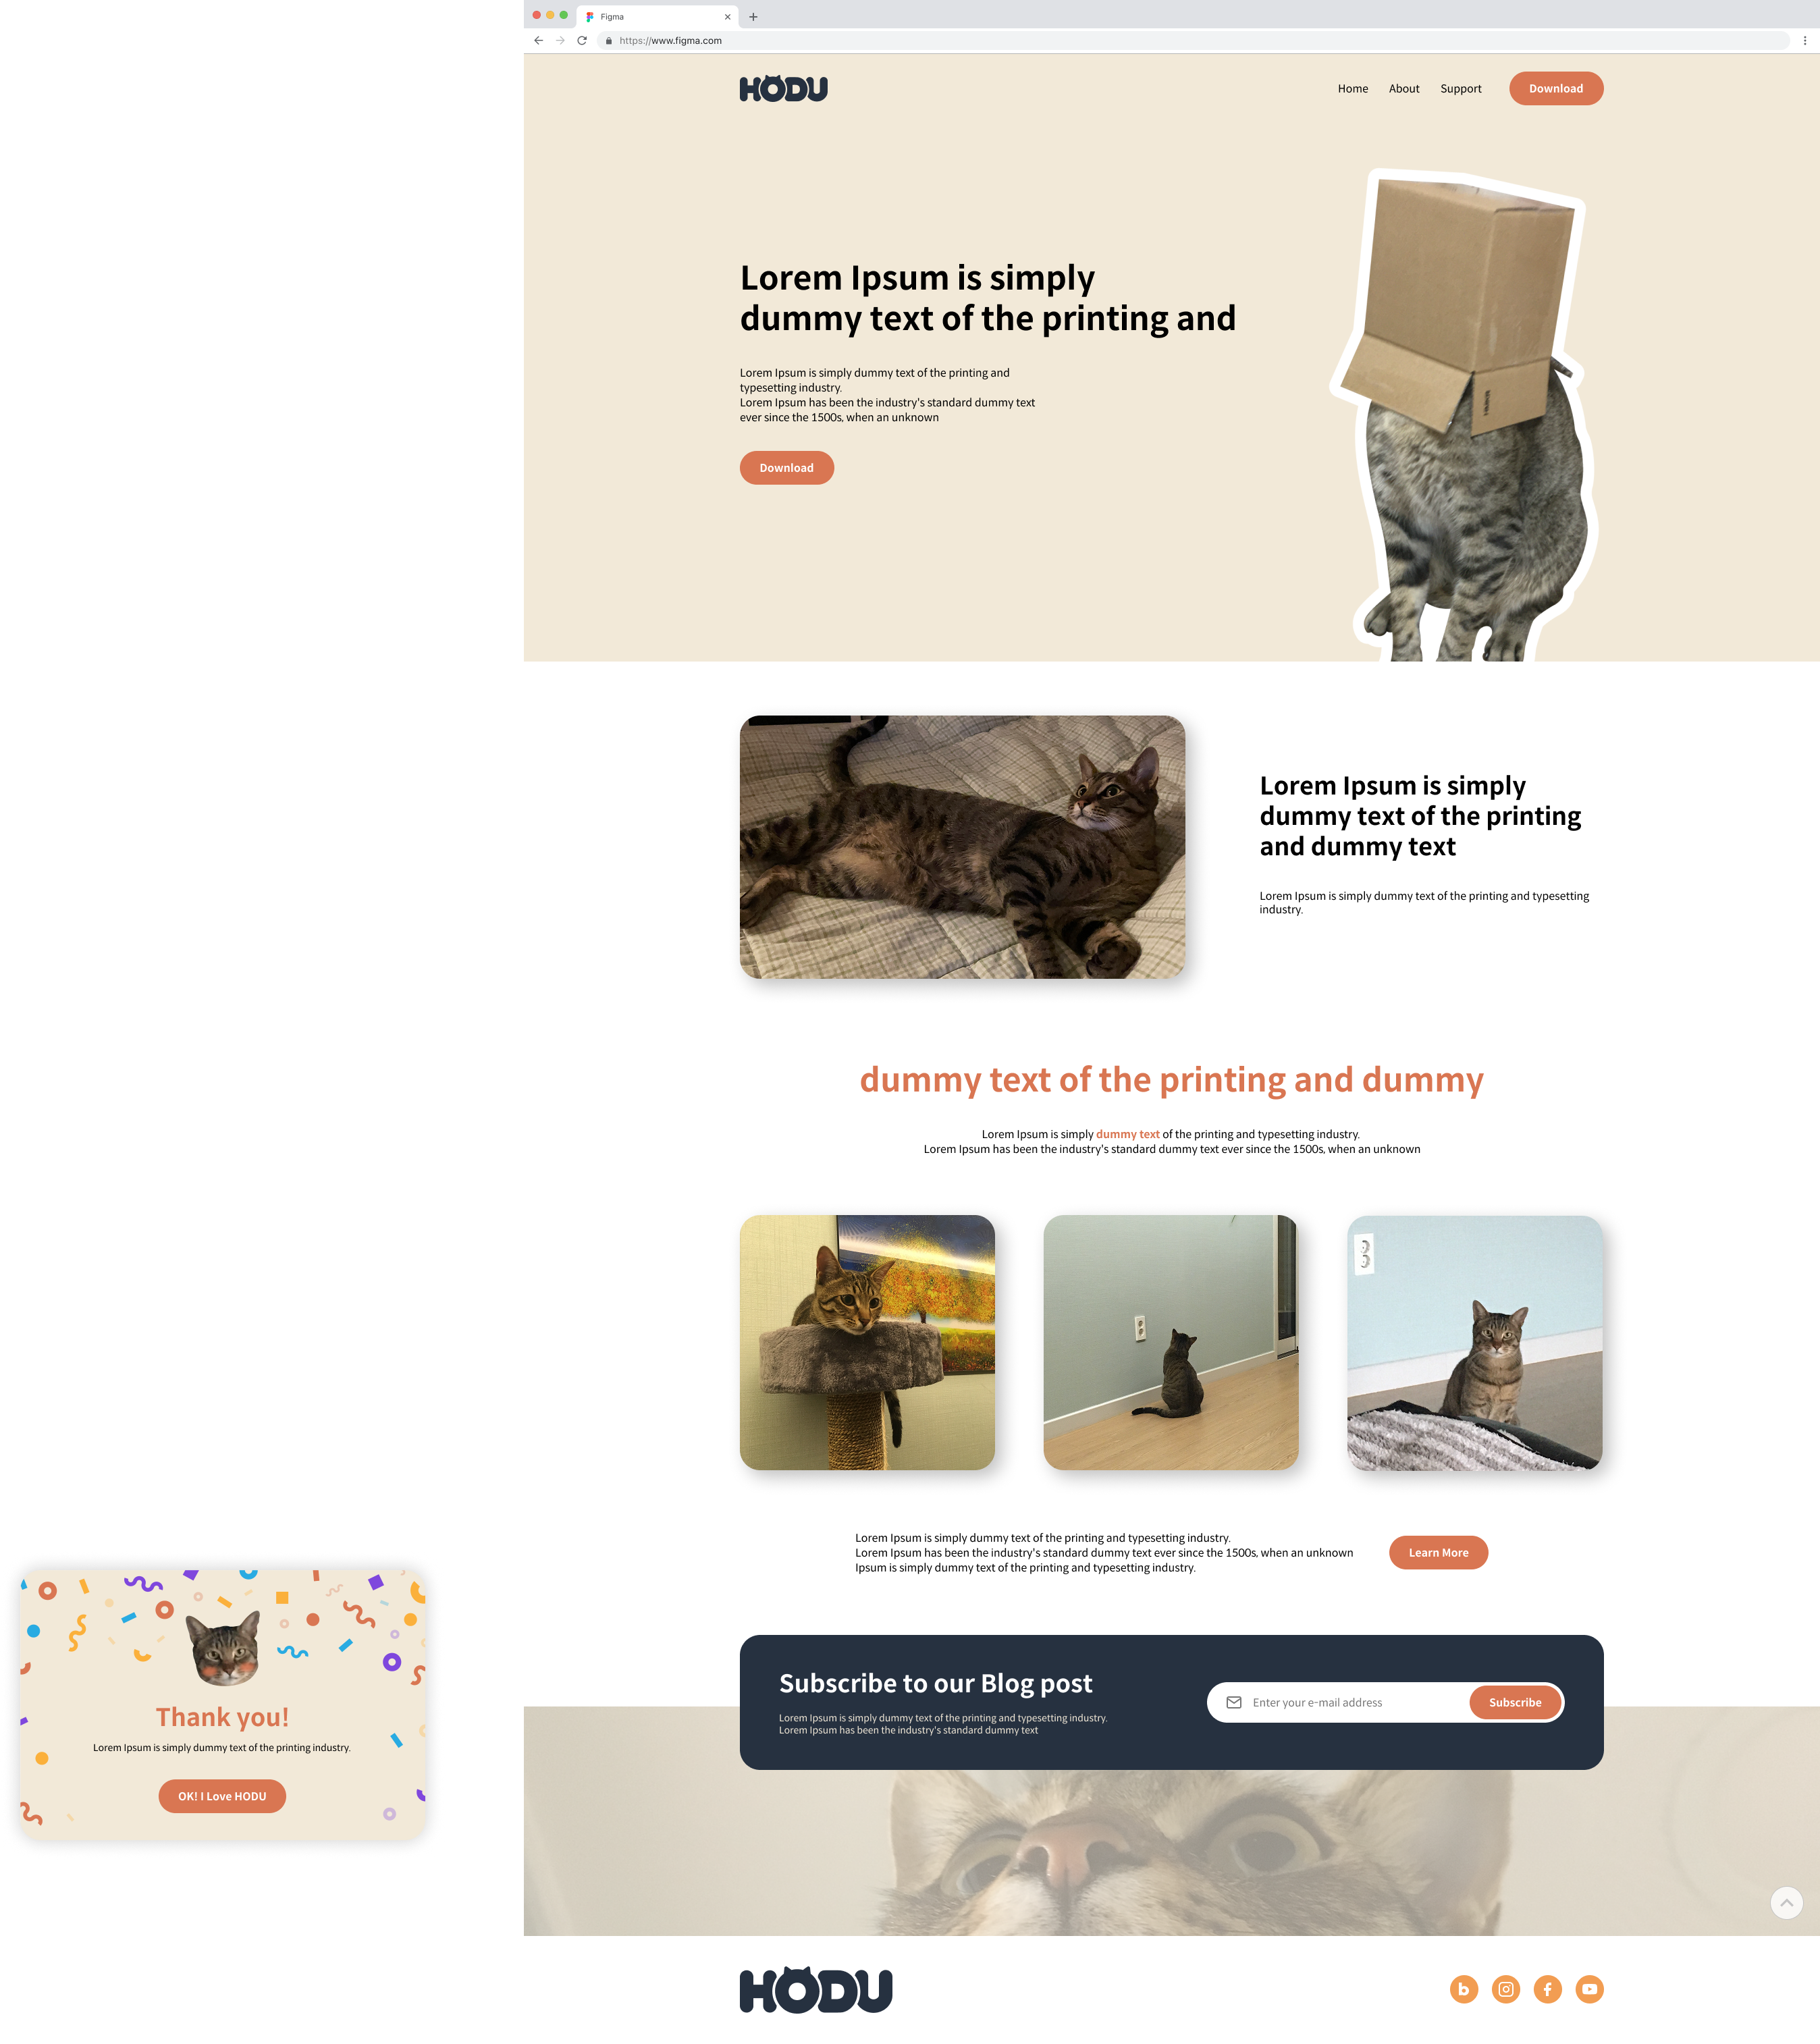 Figma
https://www.figma.com
HODU
Home About Support Download
Lorem Ipsum is simply
dummy text of the printing and
Lorem Ipsum is simply dummy text of the printing and
typesetting industry.
Lorem Ipsum has been the industry's standard dummy text
ever since the 1500s, when an unknown
Download
Lorem Ipsum is simply
dummy text of the printing
and dummy text
Lorem Ipsum is simply dummy text of the printing and typesetting
industry.
dummy text of the printing and dummy
Lorem Ipsum is simply dummy text of the printing and typesetting industry.
Lorem Ipsum has been the industry's standard dummy text ever since the 1500s, when an unknown
Lorem Ipsum is simply dummy text of the printing and typesetting industry.
Lorem Ipsum has been the industry's standard dummy text ever since the 1500s, when an unknown
Ipsum is simply dummy text of the printing and typesetting industry.
Learn More
Subscribe to our Blog post
Lorem Ipsum is simply dummy text of the printing and typesetting industry.
Lorem Ipsum has been the industry's standard dummy text
Enter your e-mail address
Subscribe
Thank you!
Lorem Ipsum is simply dummy text of the printing industry.
OK! I Love HODU
HODU